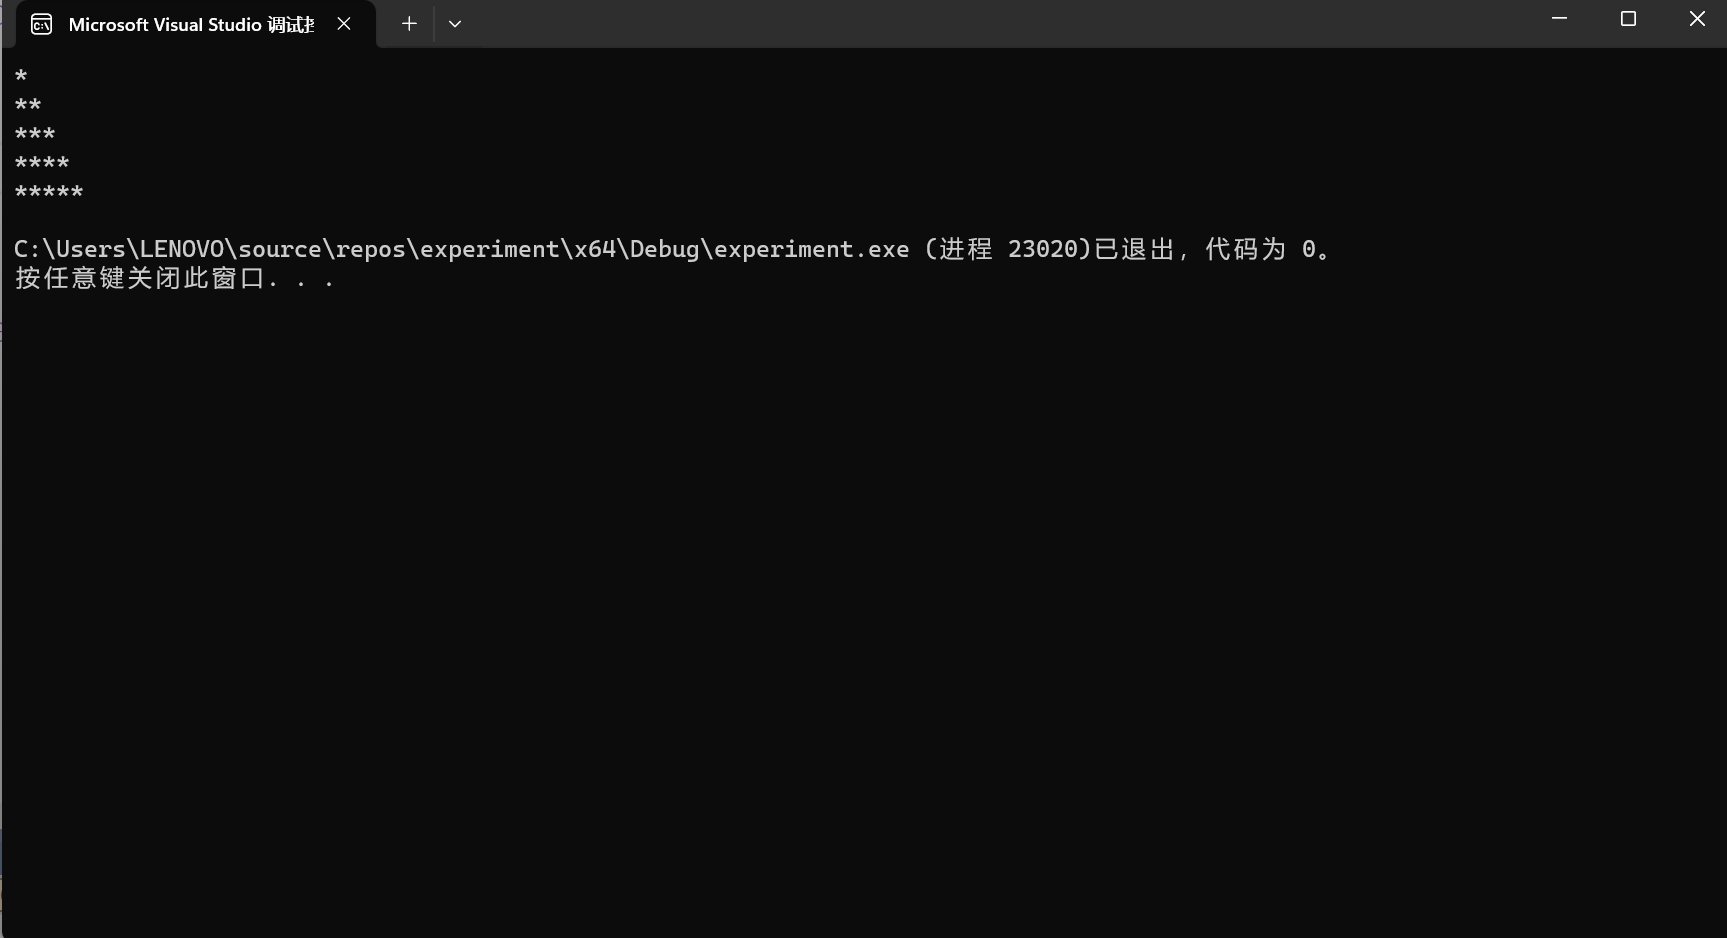 Microsoft Visual Studio 调试
*
**
***
****
*****
C:\Users\LENOVO\source\repos\experiment\x64\Debug\experiment.exe (进程 23020)已退出，代码为 0。
按任意键关闭此窗口. . .